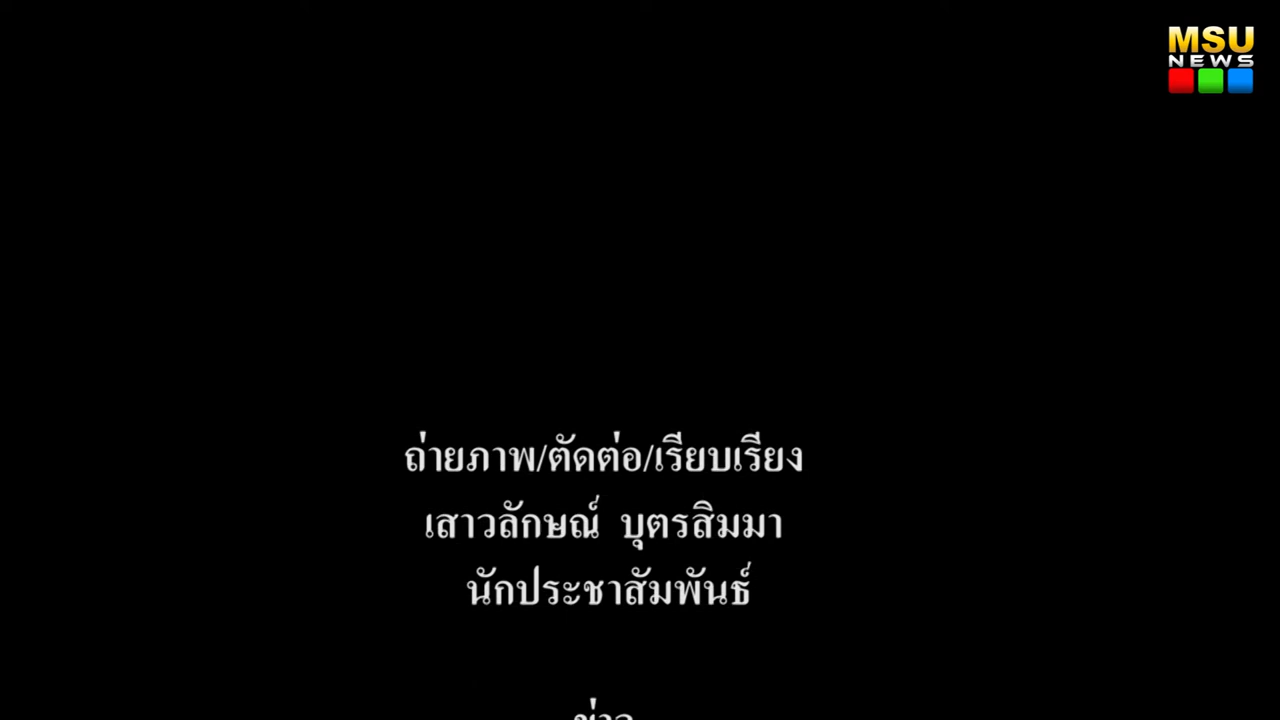 MSU
NEWS
ถ่ายภาพ/ตัดต่อ/เรียบเรียง
เสาวลักษณ์ บุตรสิมมา
นักประชาสัมพันธ์